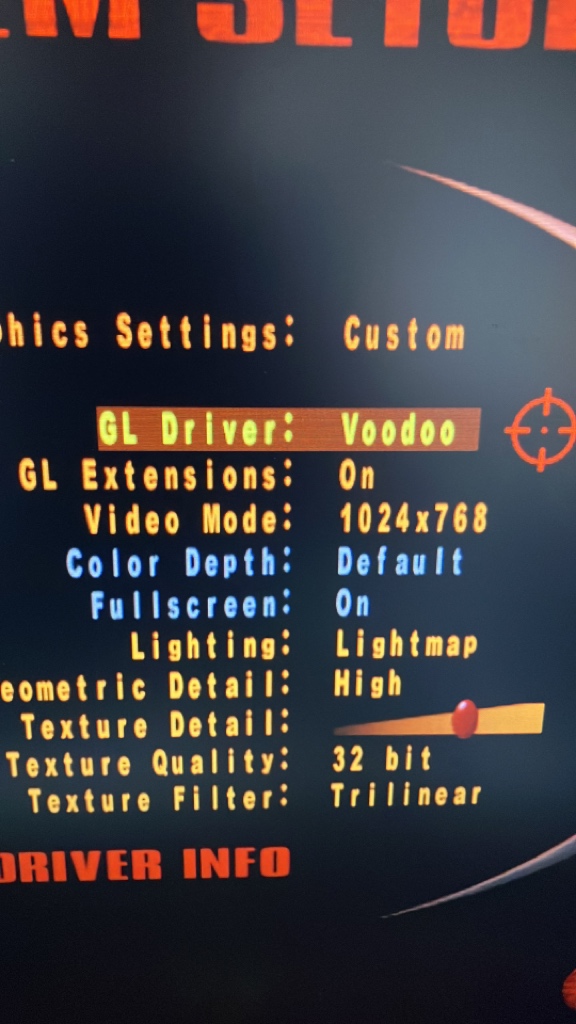 SETU
phics Settings: Custom
GL Driver: Voodoo
GL Extensions: On
Video Mode: 1024x768
Color Depth: Default
Fullscreen: On
Lighting: Lightmap
eometric Detail: High
Texture Detail:
Texture Quality: 32 bit
Texture Filter: Trilinear
DRIVER INFO